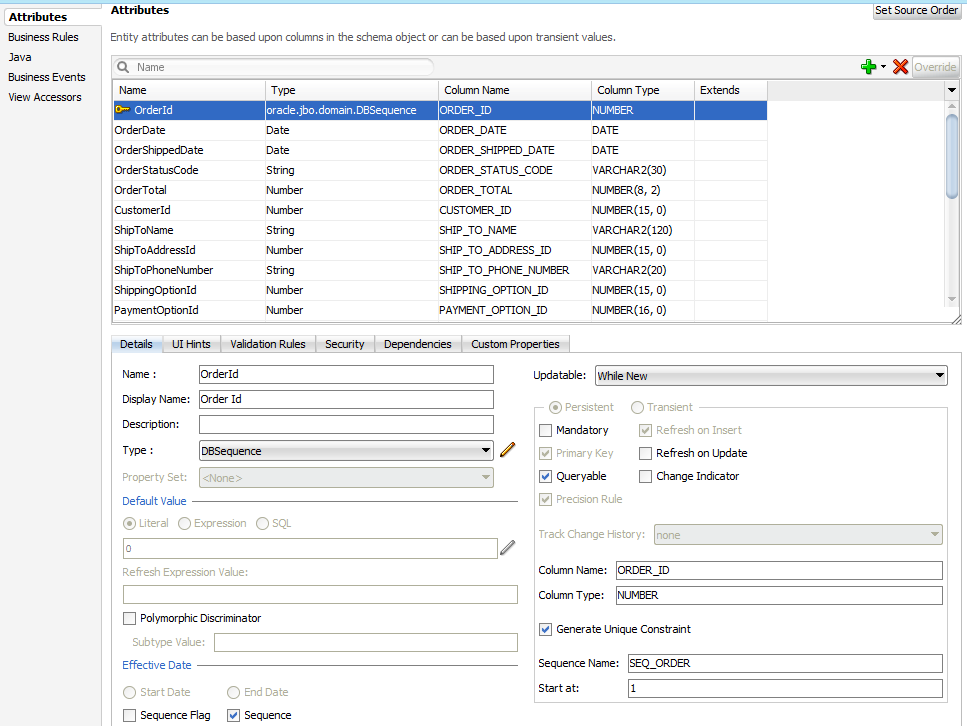 Attributes
Business Rules
Java
Business Events
View Accessors
Attributes
Set Source Order
Entity attributes can be based upon columns in the schema object or can be based upon transient values.
Name
Override
Name Type Column Name Column Type Extends
OrderId oracle.jbo.domain.DBSequence ORDER_ID NUMBER
OrderDate Date ORDER_DATE DATE
OrderShippedDate Date ORDER_SHIPPED_DATE DATE
OrderStatusCode String ORDER_STATUS_CODE VARCHAR2(30)
OrderTotal Number ORDER_TOTAL NUMBER(8, 2)
CustomerId Number CUSTOMER_ID NUMBER(15, 0)
ShipToName String SHIP_TO_NAME VARCHAR2(120)
ShipToAddressId Number SHIP_TO_ADDRESS_ID NUMBER(15, 0)
ShipToPhoneNumber String SHIP_TO_PHONE_NUMBER VARCHAR2(20)
ShippingOptionId Number SHIPPING_OPTION_ID NUMBER(15, 0)
PaymentOptionId Number PAYMENT_OPTION_ID NUMBER(16, 0)
Details UI Hints Validation Rules Security Dependencies Custom Properties
Name : OrderId
Display Name: Order Id
Description:
Type : DBSequence
Property Set: <None>
Default Value
Literal Expression SQL
0
Refresh Expression Value:
Polymorphic Discriminator
Subtype Value:
Effective Date
Start Date End Date
Sequence Flag Sequence
Updatable: While New
Persistent Transient
Mandatory Refresh on Insert
Primary Key Refresh on Update
Queryable Change Indicator
Precision Rule
Track Change History: none
Column Name: ORDER_ID
Column Type: NUMBER
Generate Unique Constraint
Sequence Name: SEQ_ORDER
Start at: 1